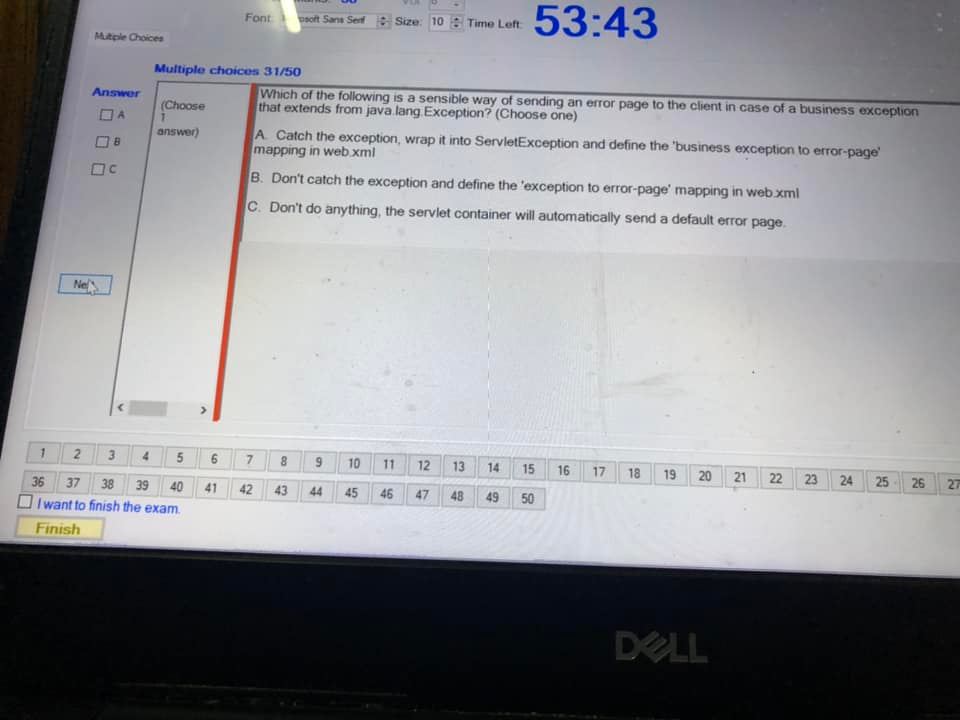 Font:
Sans Serif
Size: 10
Time Left: 53:43
Multiple Choices
Multiple choices 31/50
Answer
A
B
C
(Choose
1
answer)
Which of the following is a sensible way of sending an error page to the client in case of a business exception
that extends from java.lang.Exception? (Choose one)
A. Catch the exception, wrap it into ServletException and define the 'business exception to error-page'
mapping in web.xml
B. Don't catch the exception and define the 'exception to error-page' mapping in web.xml
C. Don't do anything, the servlet container will automatically send a default error page.
1 2 3 4 5 6 7 8 9 10 11 12 13 14 15 16 17 18 19 20 21 22 23 24 25 26 27
36 37 38 39 40 41 42 43 44 45 46 47 48 49 50
I want to finish the exam.
Finish
DELL